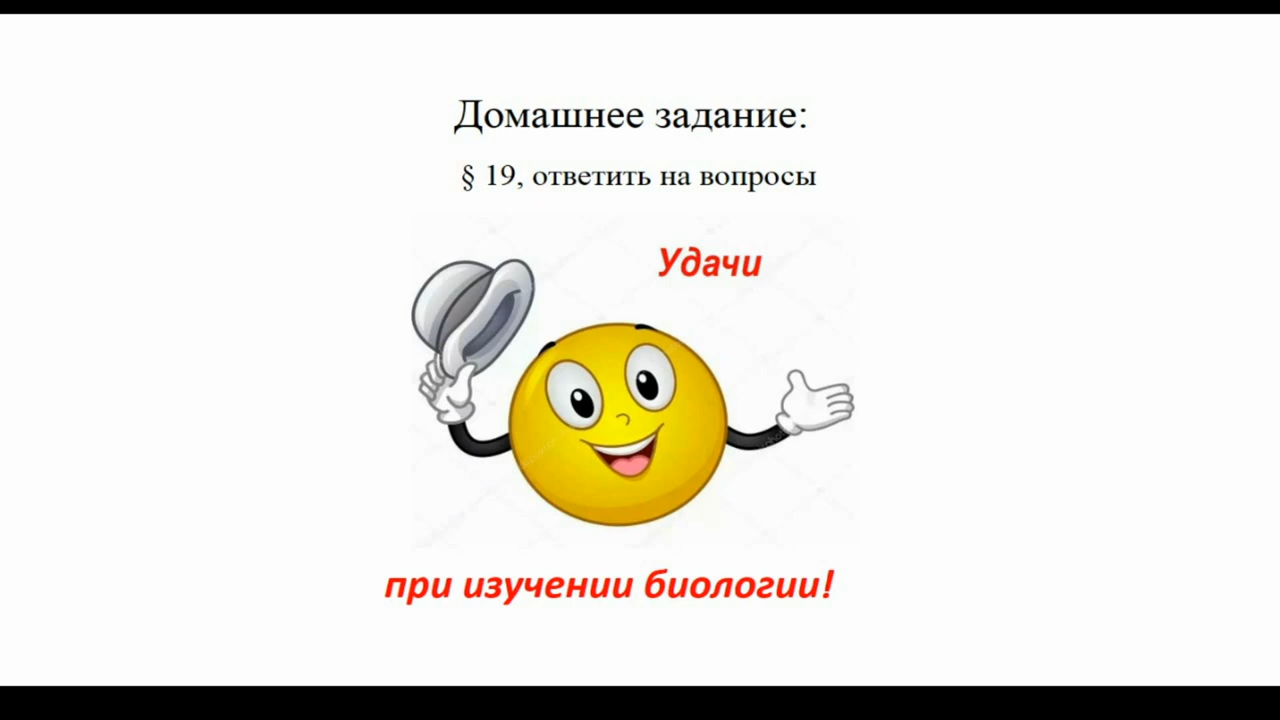 Домашнее задание:
§ 19, ответить на вопросы
Удачи
при изучении биологии!